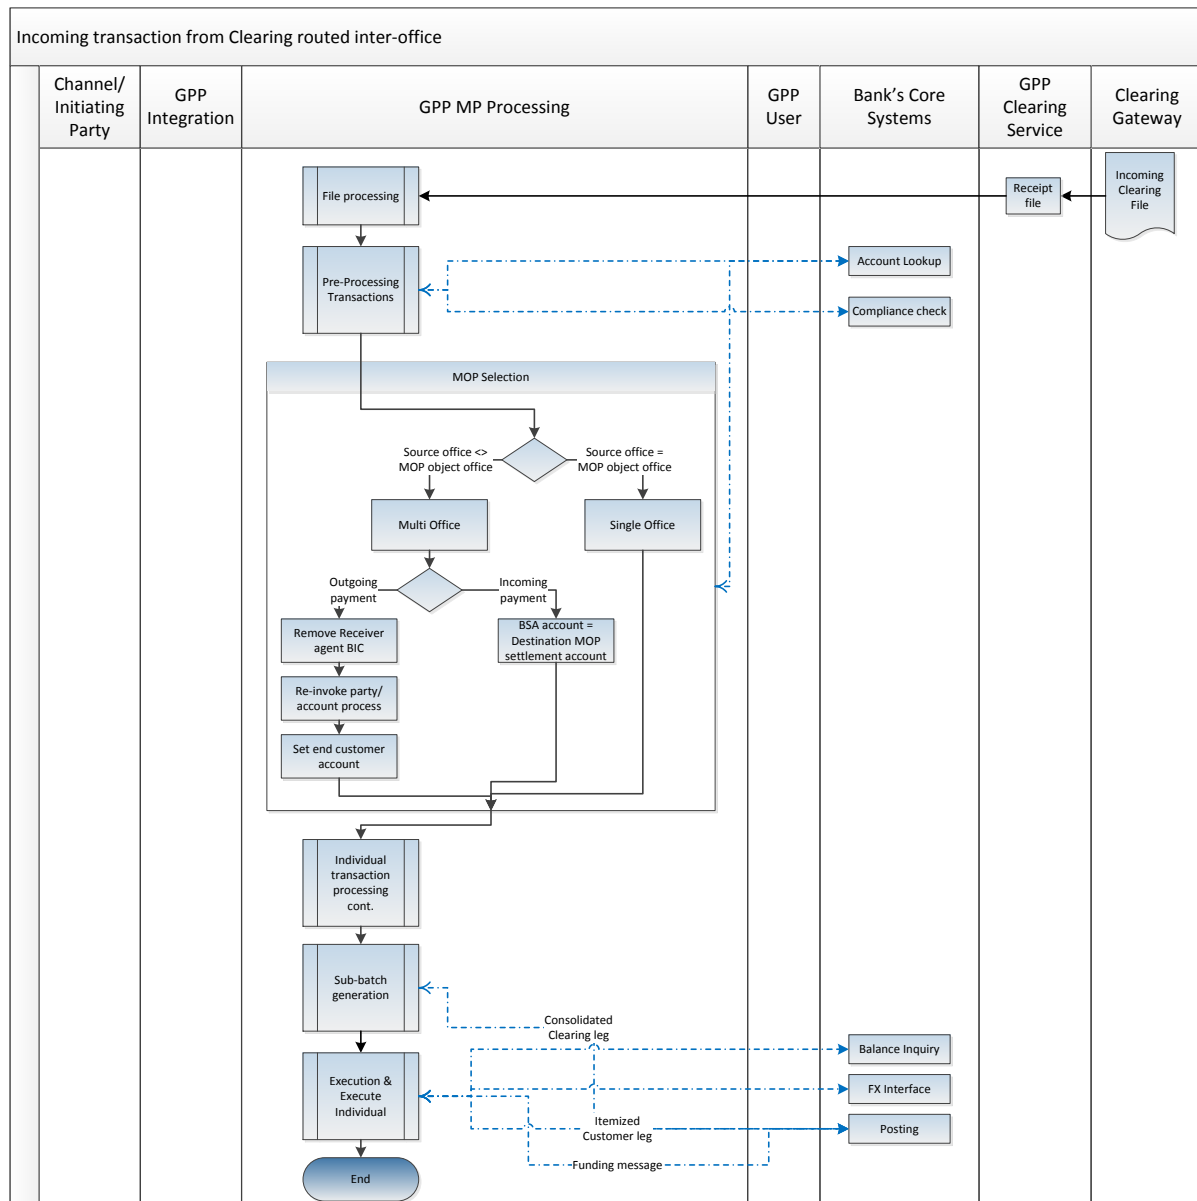 Incoming transaction from Clearing routed inter-office
Channel/
Initiating
Party
GPP
Integration
GPP MP Processing
GPP
User
Bank's Core
Systems
GPP
Clearing
Service
Clearing
Gateway
File processing
Receipt
file
Incoming
Clearing
File
Pre-Processing
Transactions
Account Lookup
Compliance check
MOP Selection
Source office <>
MOP object office
Source office =
MOP object office
Multi Office
Single Office
Outgoing
payment
Incoming
payment
Remove Receiver
agent BIC
BSA account =
Destination MOP
settlement account
Re-invoke party/
account process
Set end customer
account
Individual
transaction
processing
cont.
Sub-batch
generation
Consolidated
Clearing leg
Balance Inquiry
Execution &
Execute
Individual
FX Interface
Itemized
Customer leg
Posting
Funding message
End